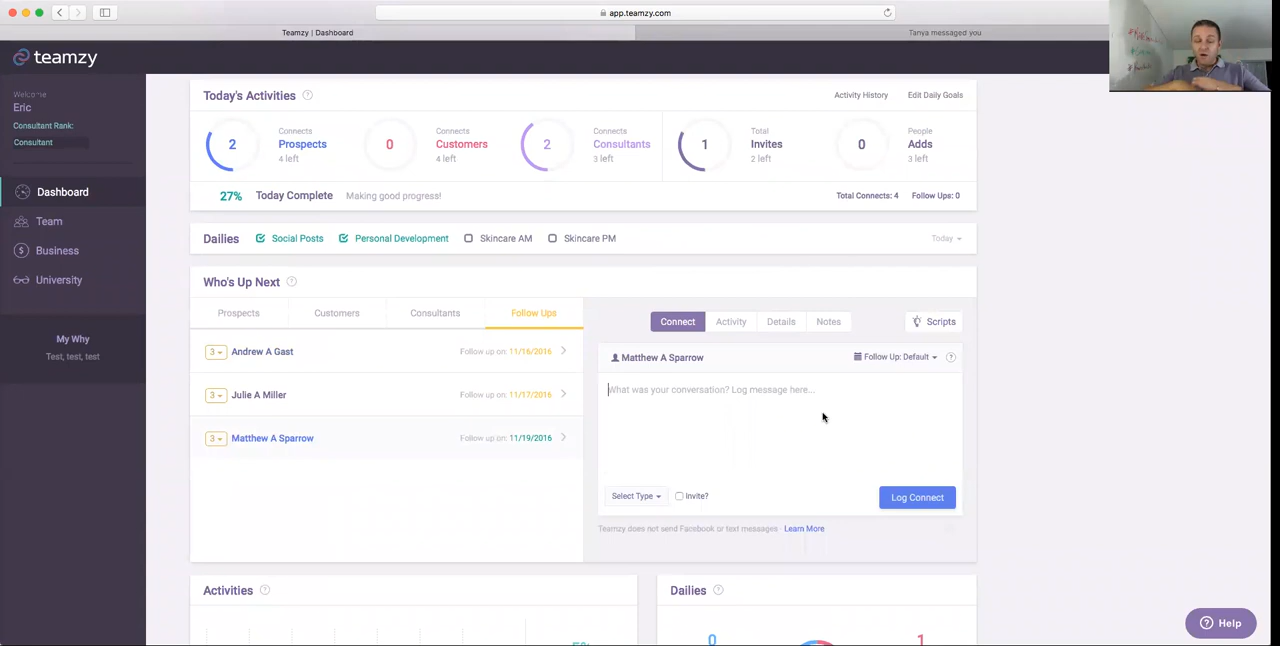 app.teamzy.com
Teamzy | Dashboard
Tanya messaged you
teamzy
Welcome
Eric
Consultant Rank:
Consultant
Dashboard
Team
Business
University
My Why
Test, test, test
Today's Activities
Activity History
Edit Daily Goals
2
Connects
Prospects
4 left
0
Connects
Customers
4 left
2
Connects
Consultants
3 left
1
Total
Invites
2 left
0
People
Adds
3 left
27% Today Complete Making good progress!
Total Connects: 4 Follow Ups: 0
Dailies Social Posts Personal Development Skincare AM Skincare PM Today
Who's Up Next
Prospects Customers Consultants Follow Ups
3 Andrew A Gast Follow up on: 11/16/2016
3 Julie A Miller Follow up on: 11/17/2016
3 Matthew A Sparrow Follow up on: 11/19/2016
Connect Activity Details Notes Scripts
Matthew A Sparrow Follow Up: Default
What was your conversation? Log message here...
Select Type Invite? Log Connect
Teamzy does not send Facebook or text messages - Learn More
Activities
Dailies
0 1
Help